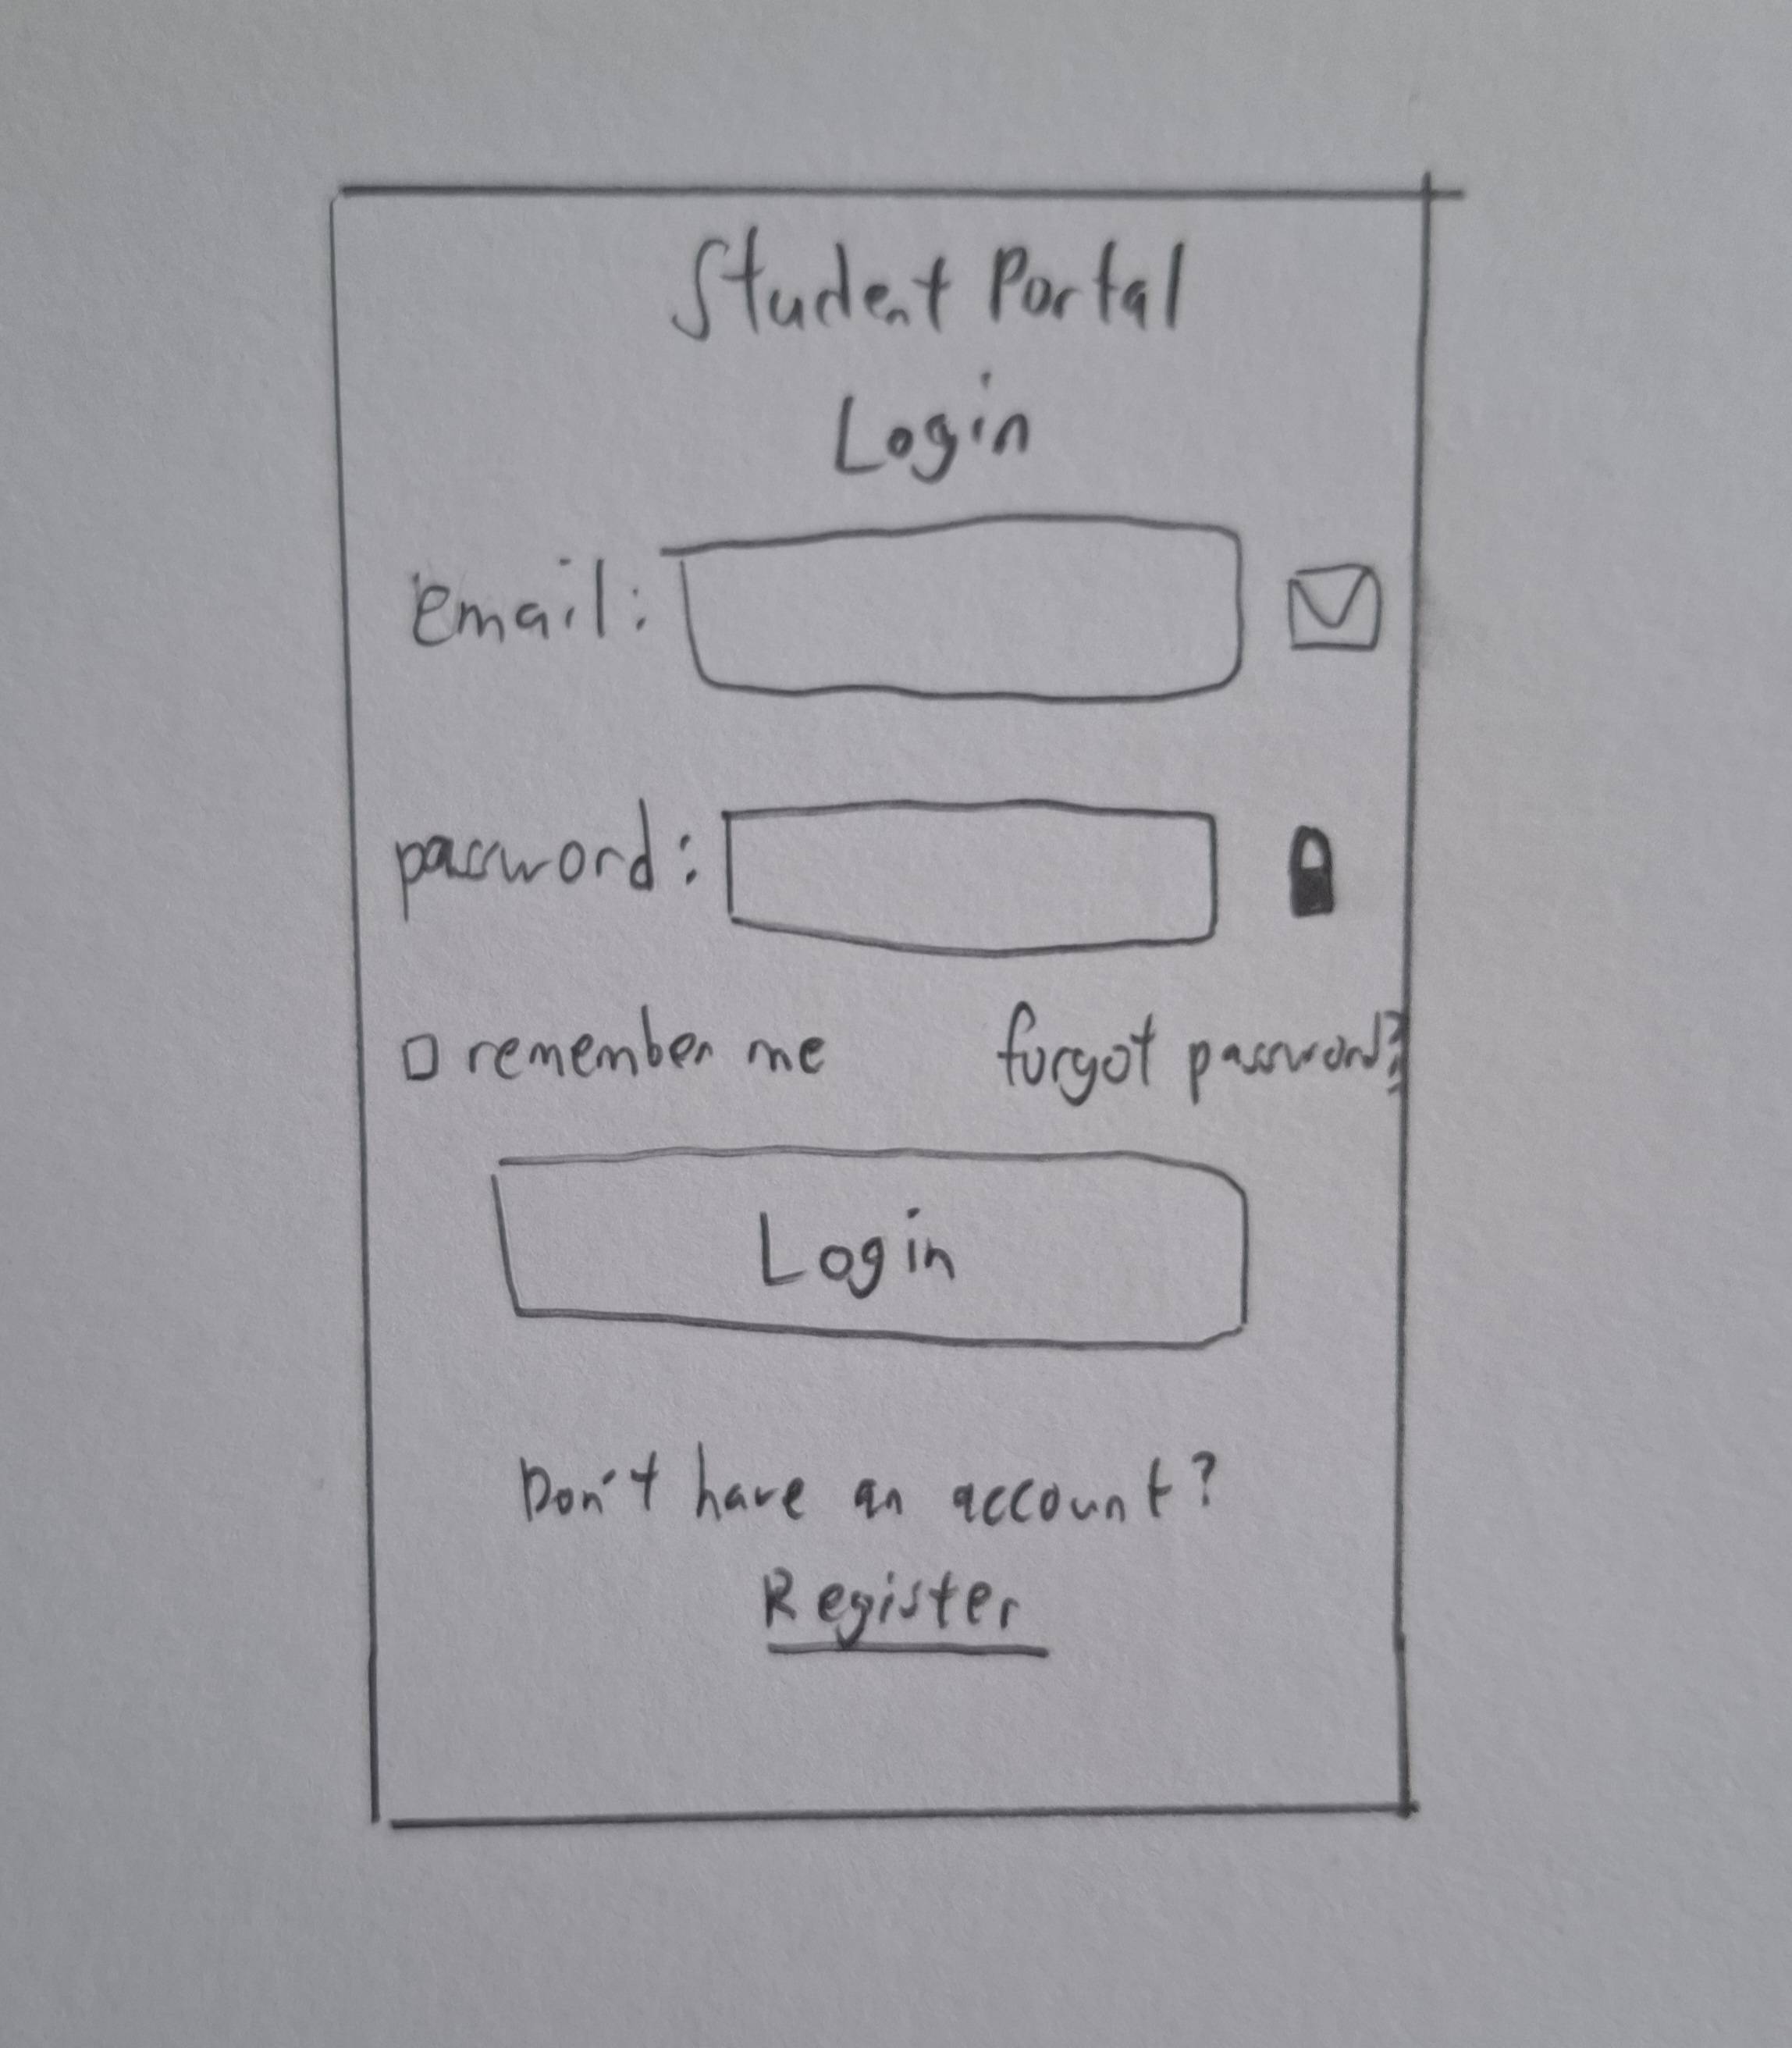 Student Portal
Login
Email:
password:
remember me forgot password?
Login
Don't have an account?
Register